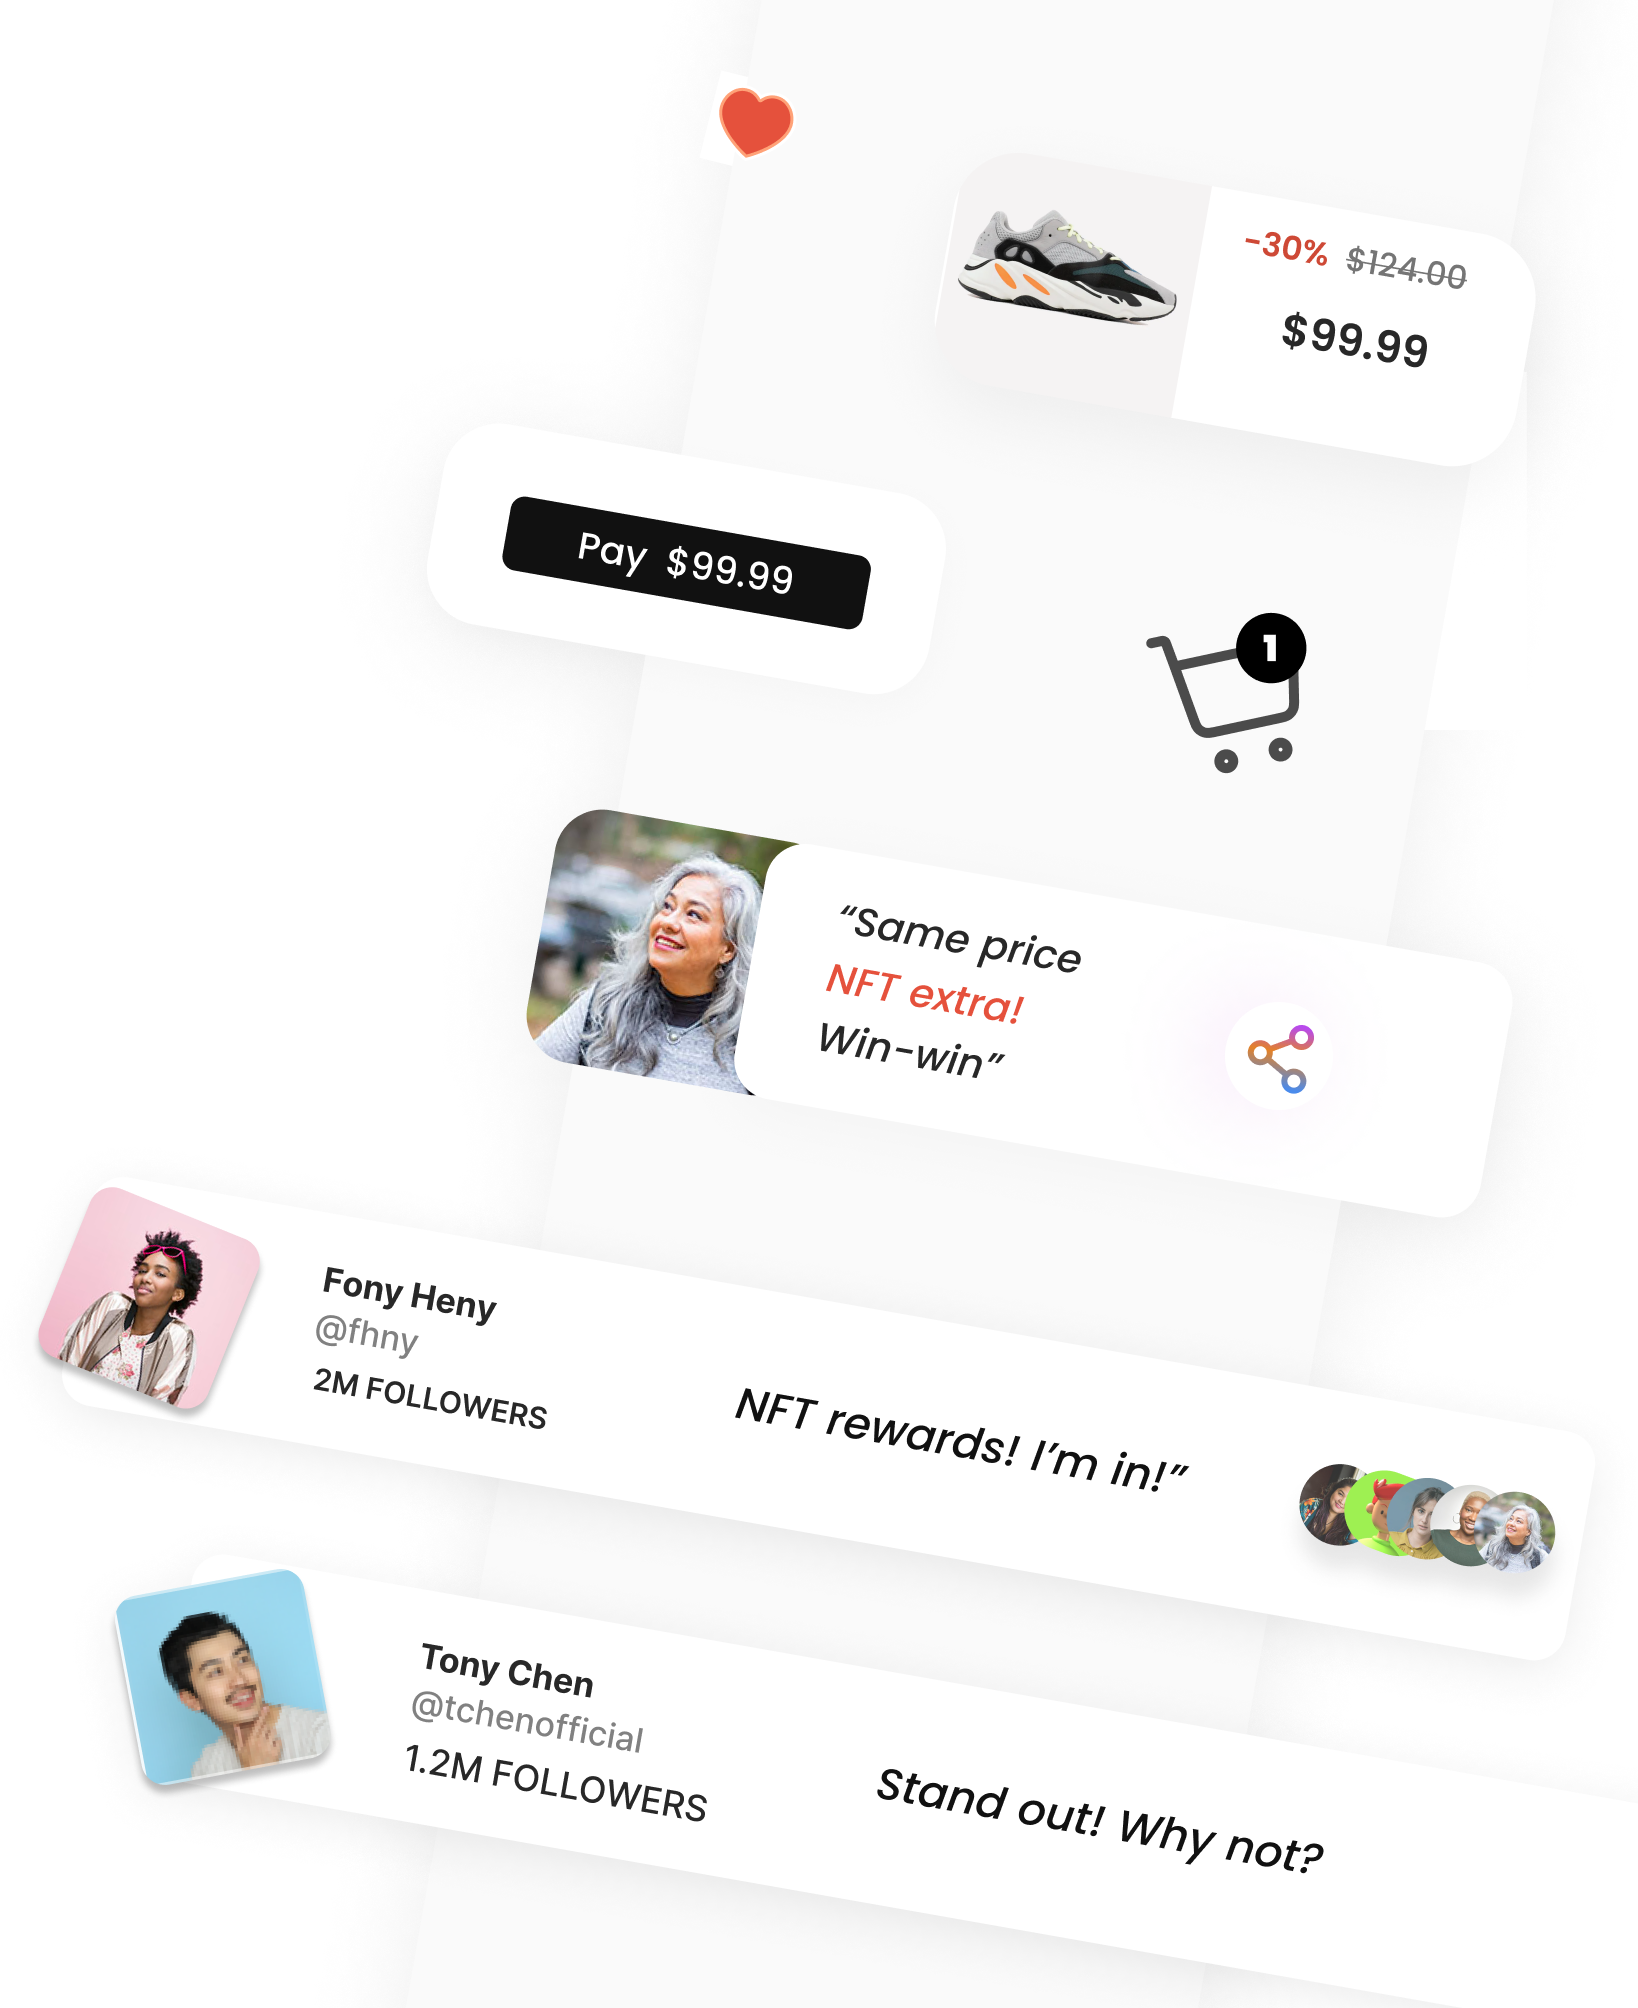 -30% $124.00
$99.99
Pay $99.99
1
“Same price
NFT extra!
Win-win”
Fony Heny
@fhny
2M FOLLOWERS
NFT rewards! I’m in!”
Tony Chen
@tchenofficial
1.2M FOLLOWERS
Stand out! Why not?